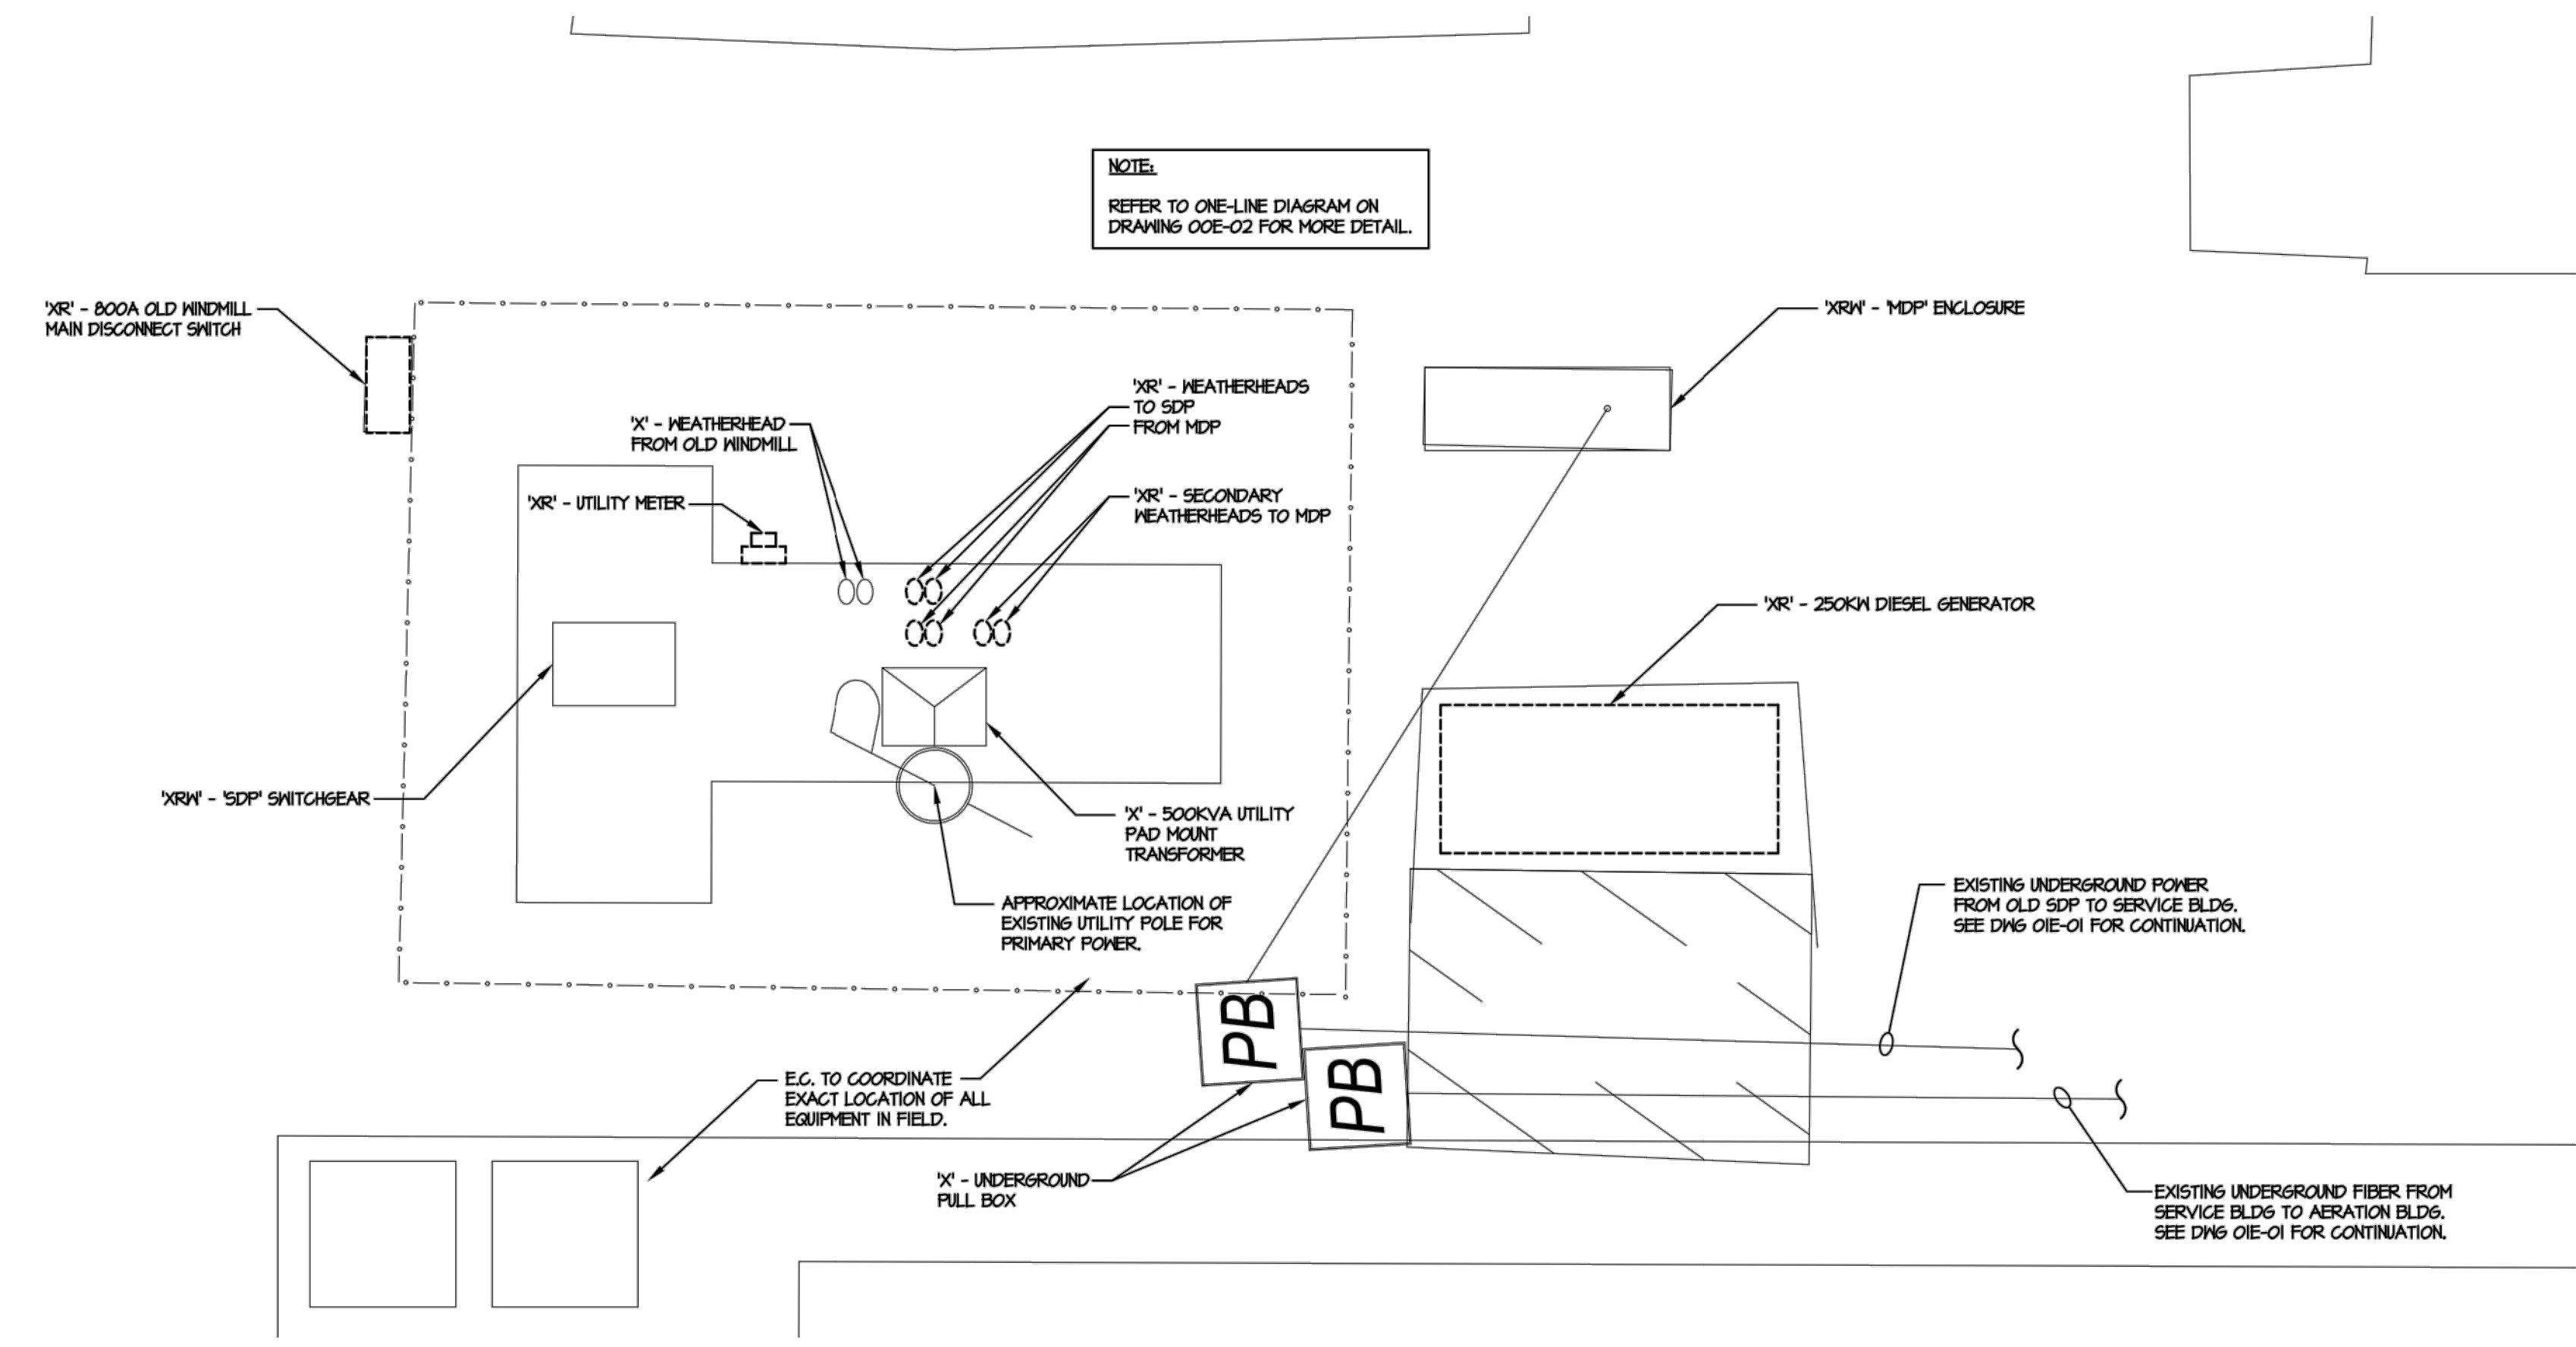 NOTE:
REFER TO ONE-LINE DIAGRAM ON
DRAWING 00E-02 FOR MORE DETAIL.
'XR' - 800A OLD WINDMILL
MAIN DISCONNECT SWITCH
'XRW' - 'MDP' ENCLOSURE
'XR' - WEATHERHEADS
TO SDP
FROM MDP
'X' - WEATHERHEAD
FROM OLD WINDMILL
'XR' - UTILITY METER
'XR' - SECONDARY
WEATHERHEADS TO MDP
'XR' - 250KW DIESEL GENERATOR
'XRW' - 'SDP' SWITCHGEAR
'X' - 500KVA UTILITY
PAD MOUNT
TRANSFORMER
APPROXIMATE LOCATION OF
EXISTING UTILITY POLE FOR
PRIMARY POWER.
EXISTING UNDERGROUND POWER
FROM OLD SDP TO SERVICE BLDG.
SEE DWG 01E-01 FOR CONTINUATION.
PB
PB
E.C. TO COORDINATE
EXACT LOCATION OF ALL
EQUIPMENT IN FIELD.
'X' - UNDERGROUND
PULL BOX
EXISTING UNDERGROUND FIBER FROM
SERVICE BLDG TO AERATION BLDG.
SEE DWG 01E-01 FOR CONTINUATION.